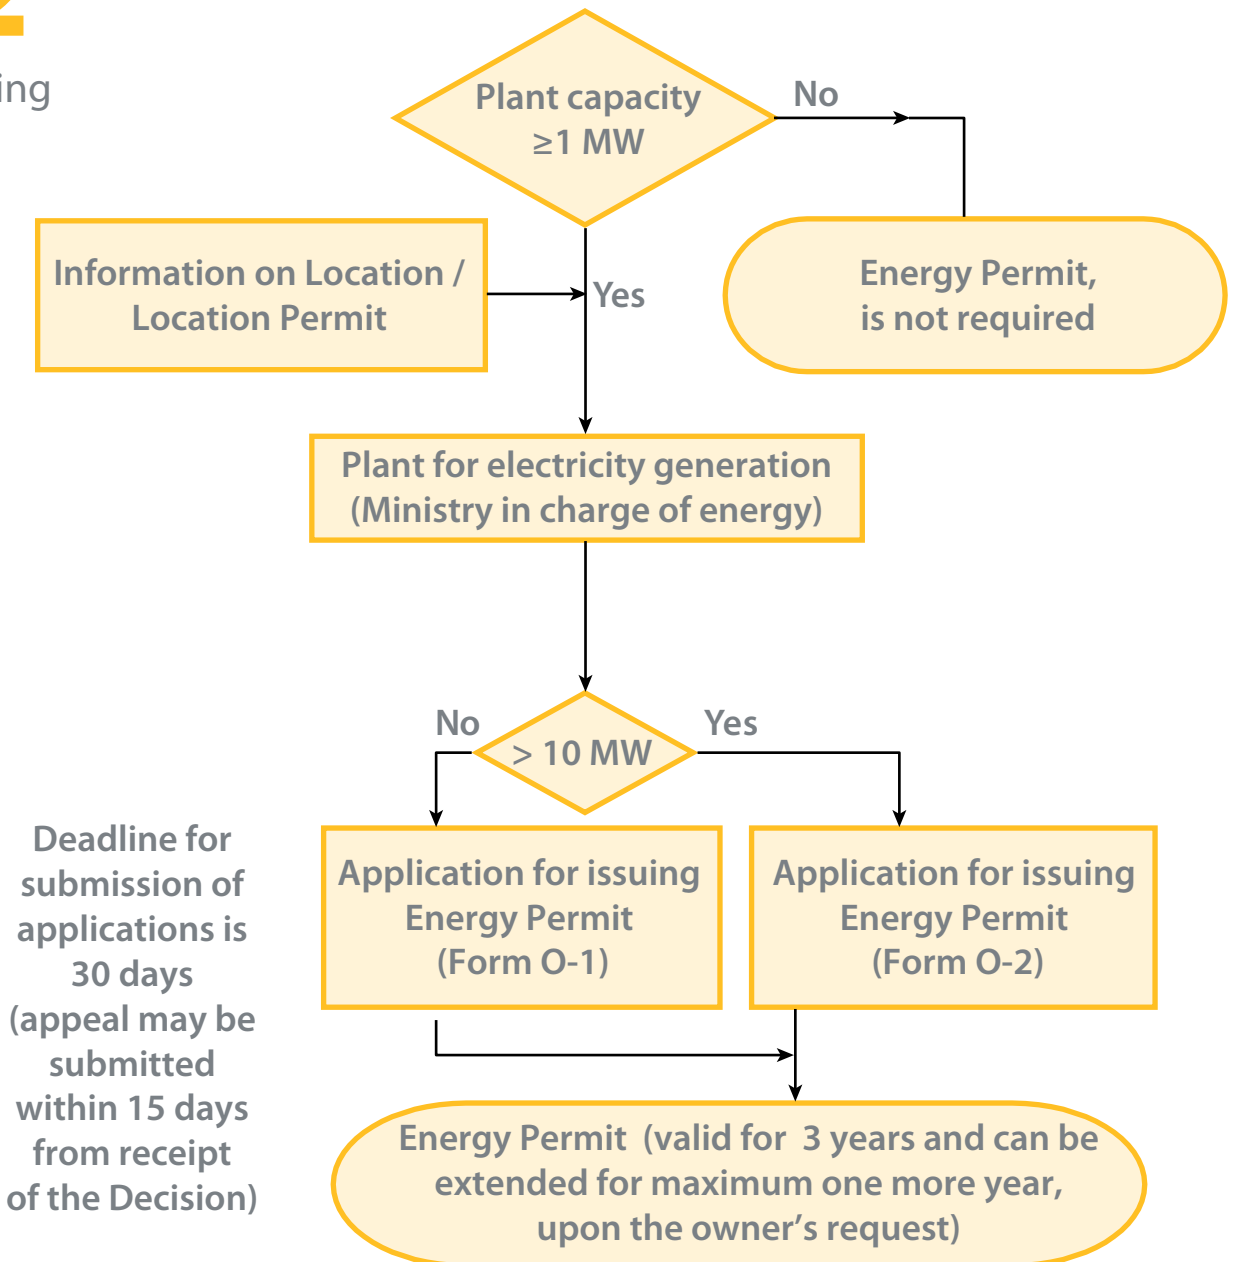 ing
Plant capacity
≥1 MW
No
Information on Location /
Location Permit
Yes
Energy Permit,
is not required
Plant for electricity generation
(Ministry in charge of energy)
No
> 10 MW
Yes
Deadline for
submission of
applications is
30 days
(appeal may be
submitted
within 15 days
from receipt
of the Decision)
Application for issuing
Energy Permit
(Form O-1)
Application for issuing
Energy Permit
(Form O-2)
Energy Permit (valid for 3 years and can be
extended for maximum one more year,
upon the owner's request)